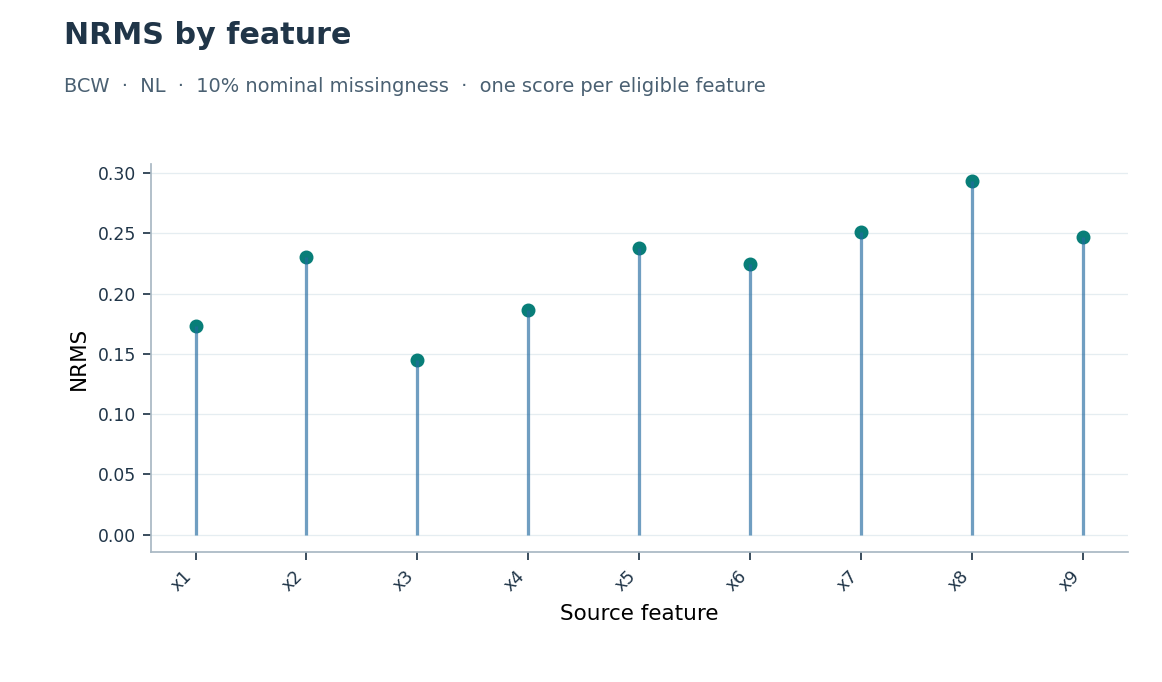 NRMS by feature
BCW · NL · 10% nominal missingness · one score per eligible feature
0.30
0.25
0.20
0.15
0.10
0.05
0.00
NRMS
x1 x2 x3 x4 x5 x6 x7 x8 x9
Source feature